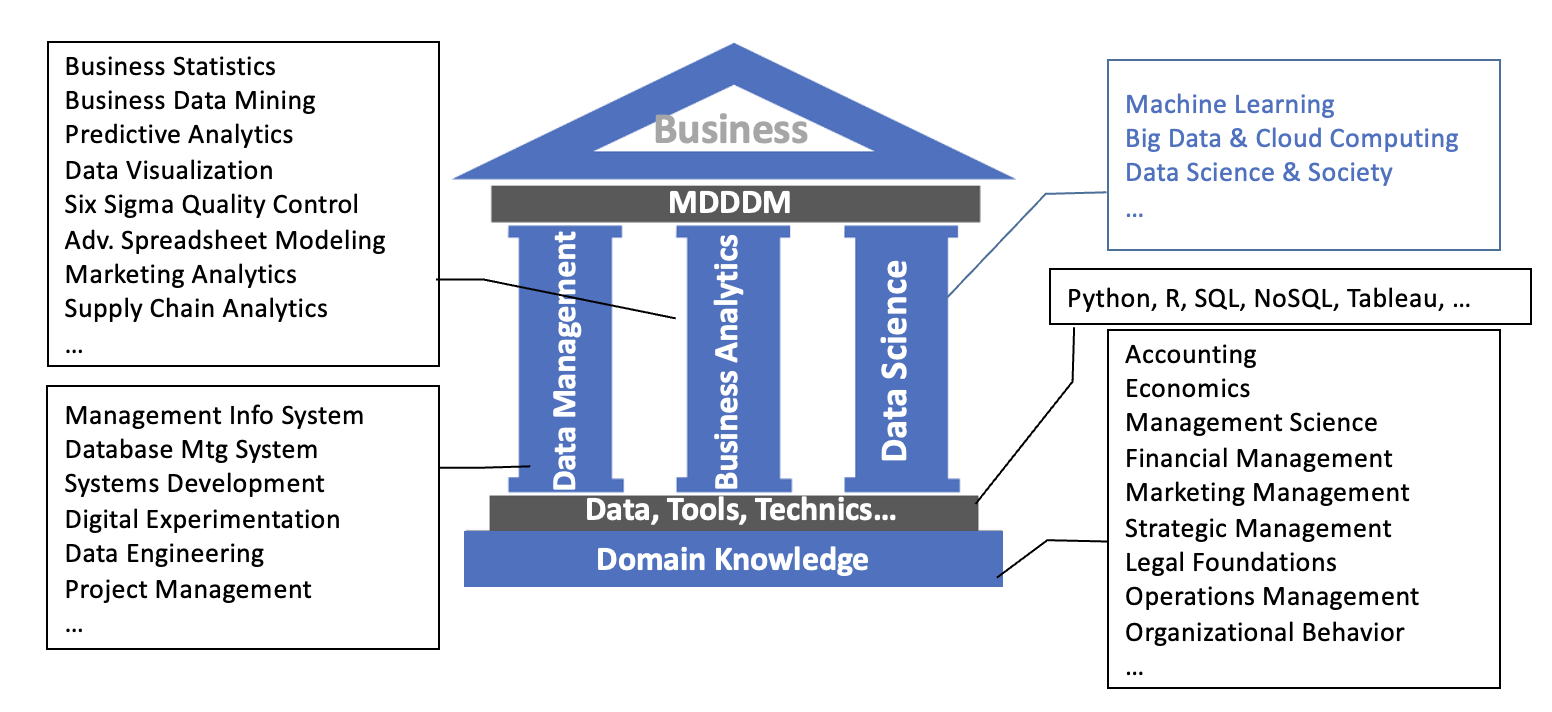 Business Statistics
Business Data Mining
Predictive Analytics
Data Visualization
Six Sigma Quality Control
Adv. Spreadsheet Modeling
Marketing Analytics
Supply Chain Analytics
...
Management Info System
Database Mtg System
Systems Development
Digital Experimentation
Data Engineering
Project Management
...
Business
MDDDM
Data Management
Business Analytics
Data Science
Data, Tools, Technics...
Domain Knowledge
Machine Learning
Big Data & Cloud Computing
Data Science & Society
...
Python, R, SQL, NoSQL, Tableau, ...
Accounting
Economics
Management Science
Financial Management
Marketing Management
Strategic Management
Legal Foundations
Operations Management
Organizational Behavior
...